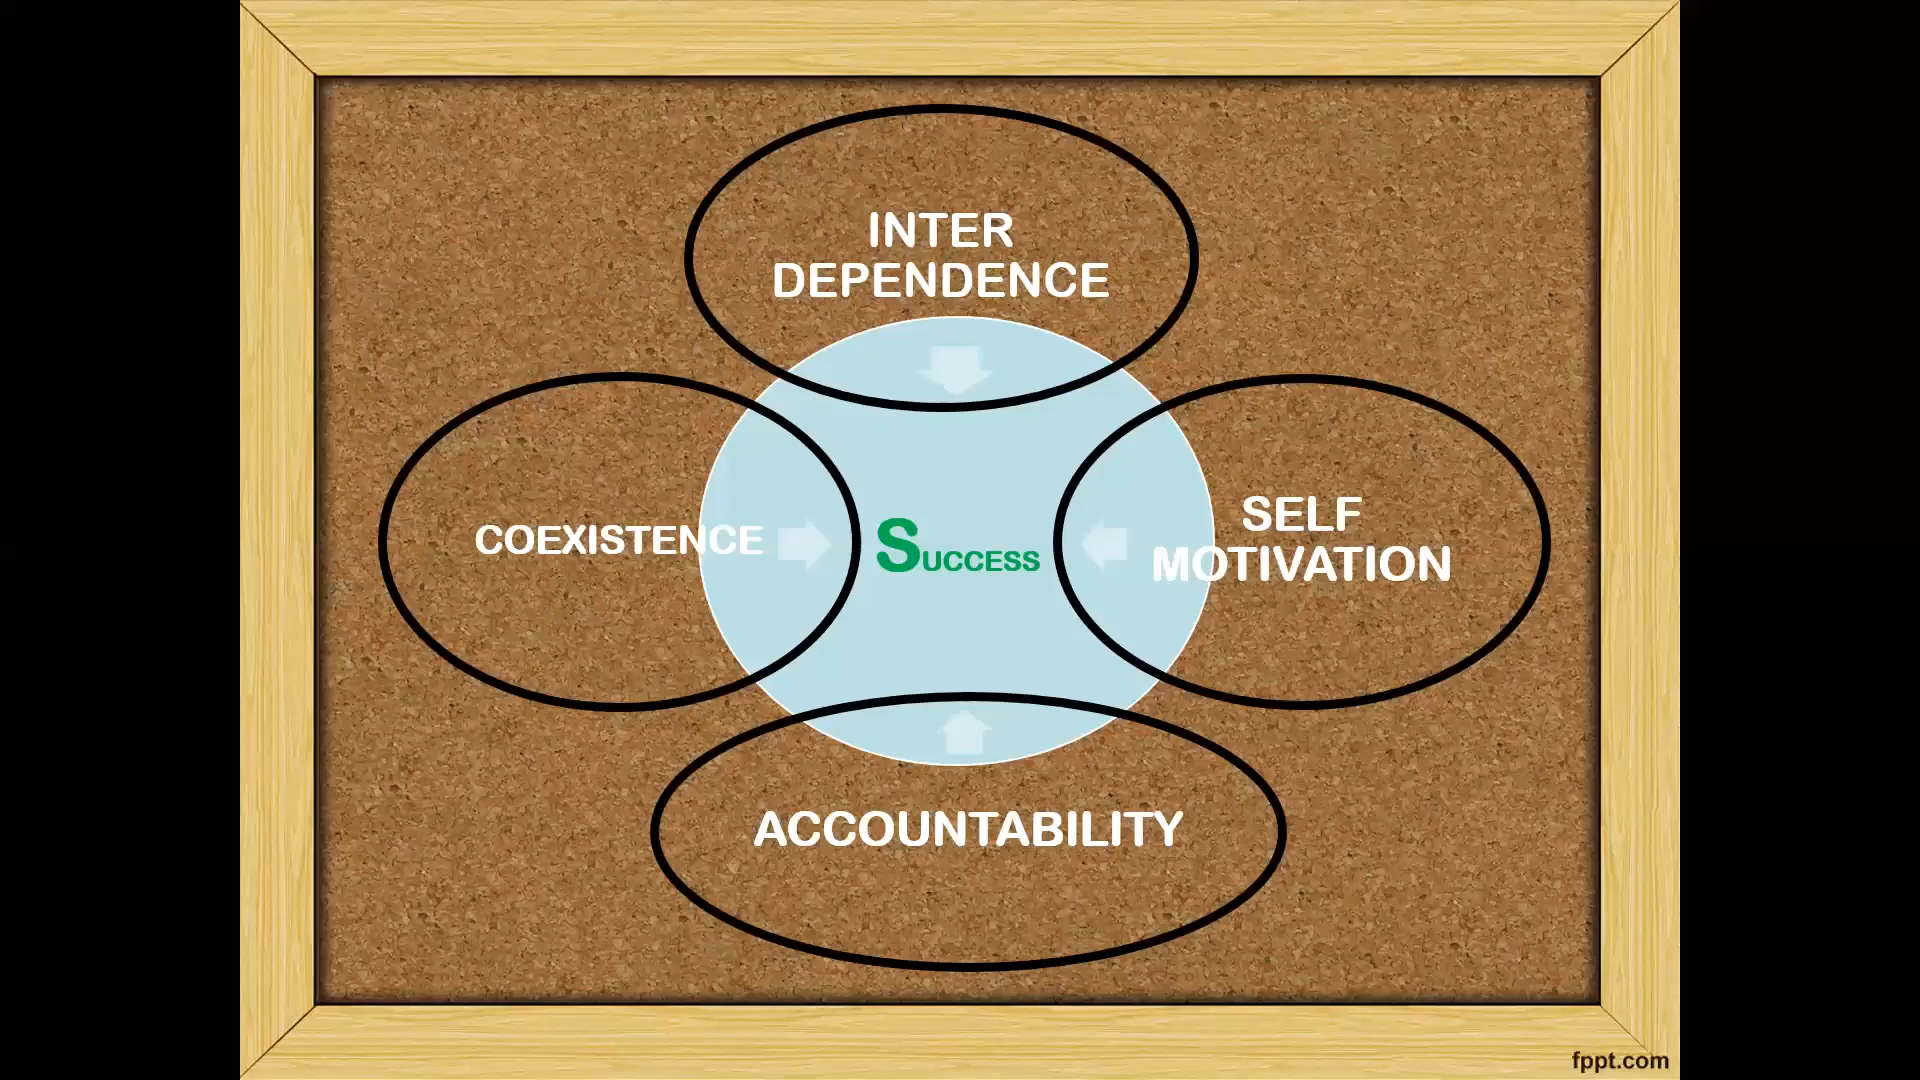 INTER
DEPENDENCE
COEXISTENCE
SUCCESS
SELF
MOTIVATION
ACCOUNTABILITY
fppt.com